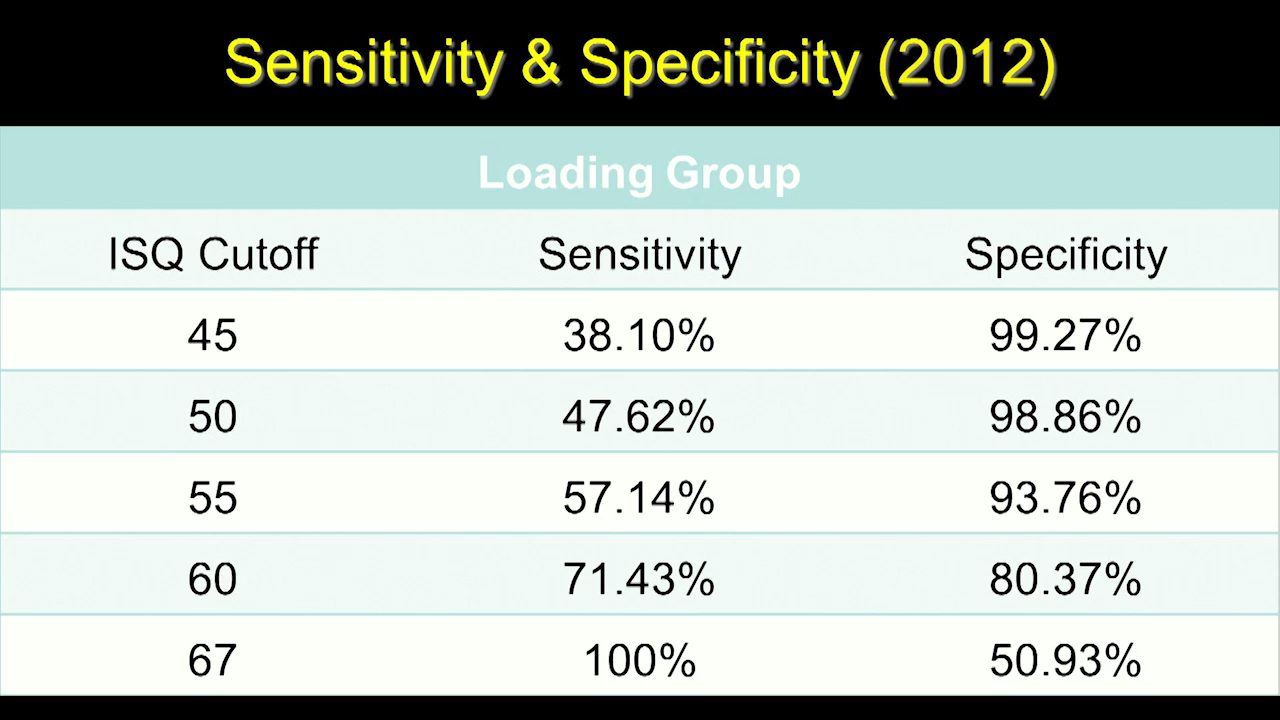 Sensitivity & Specificity (2012)
Loading Group
ISQ Cutoff Sensitivity Specificity
45 38.10% 99.27%
50 47.62% 98.86%
55 57.14% 93.76%
60 71.43% 80.37%
67 100% 50.93%